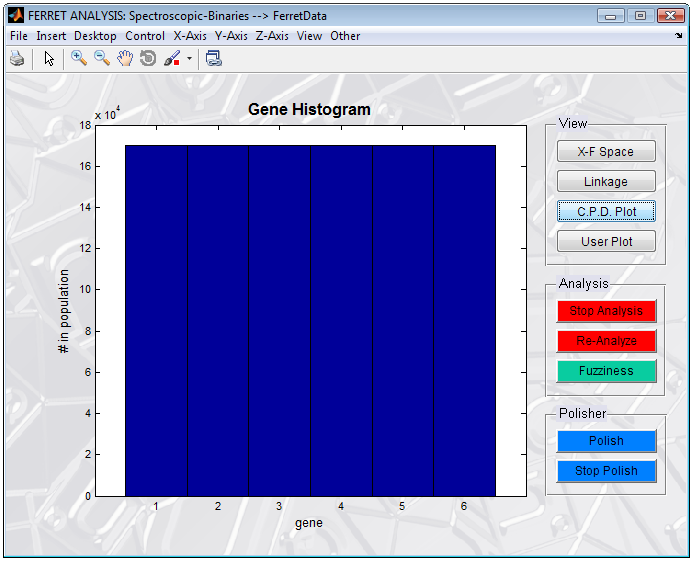 FERRET ANALYSIS: Spectroscopic-Binaries --> FerretData
File Insert Desktop Control X-Axis Y-Axis Z-Axis View Other
Gene Histogram
x 10^4
18
16
14
12
10
8
6
4
2
0
# in population
1 2 3 4 5 6
gene
View
X-F Space
Linkage
C.P.D. Plot
User Plot
Analysis
Stop Analysis
Re-Analyze
Fuzziness
Polisher
Polish
Stop Polish